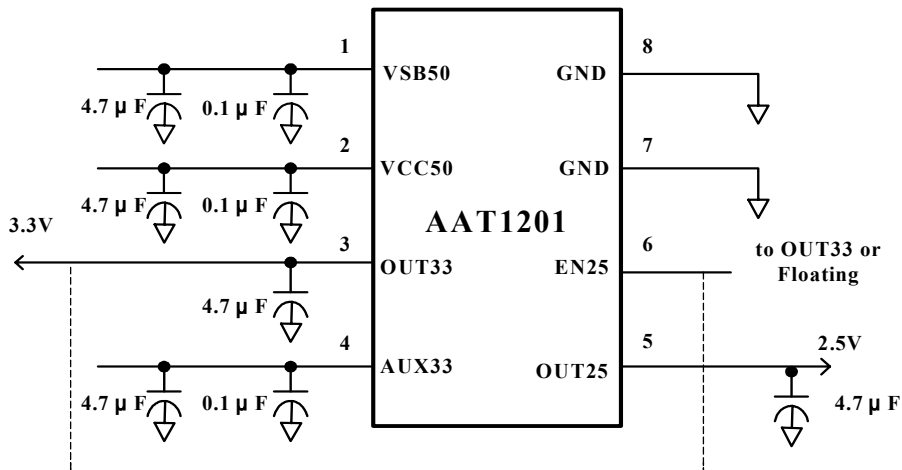 1
VSB50
4.7 μ F
0.1 μ F
2
VCC50
4.7 μ F
0.1 μ F
3.3V
3
OUT33
4.7 μ F
4
AUX33
4.7 μ F
0.1 μ F
AAT1201
8
GND
7
GND
6
EN25
to OUT33 or
Floating
5
OUT25
2.5V
4.7 μ F